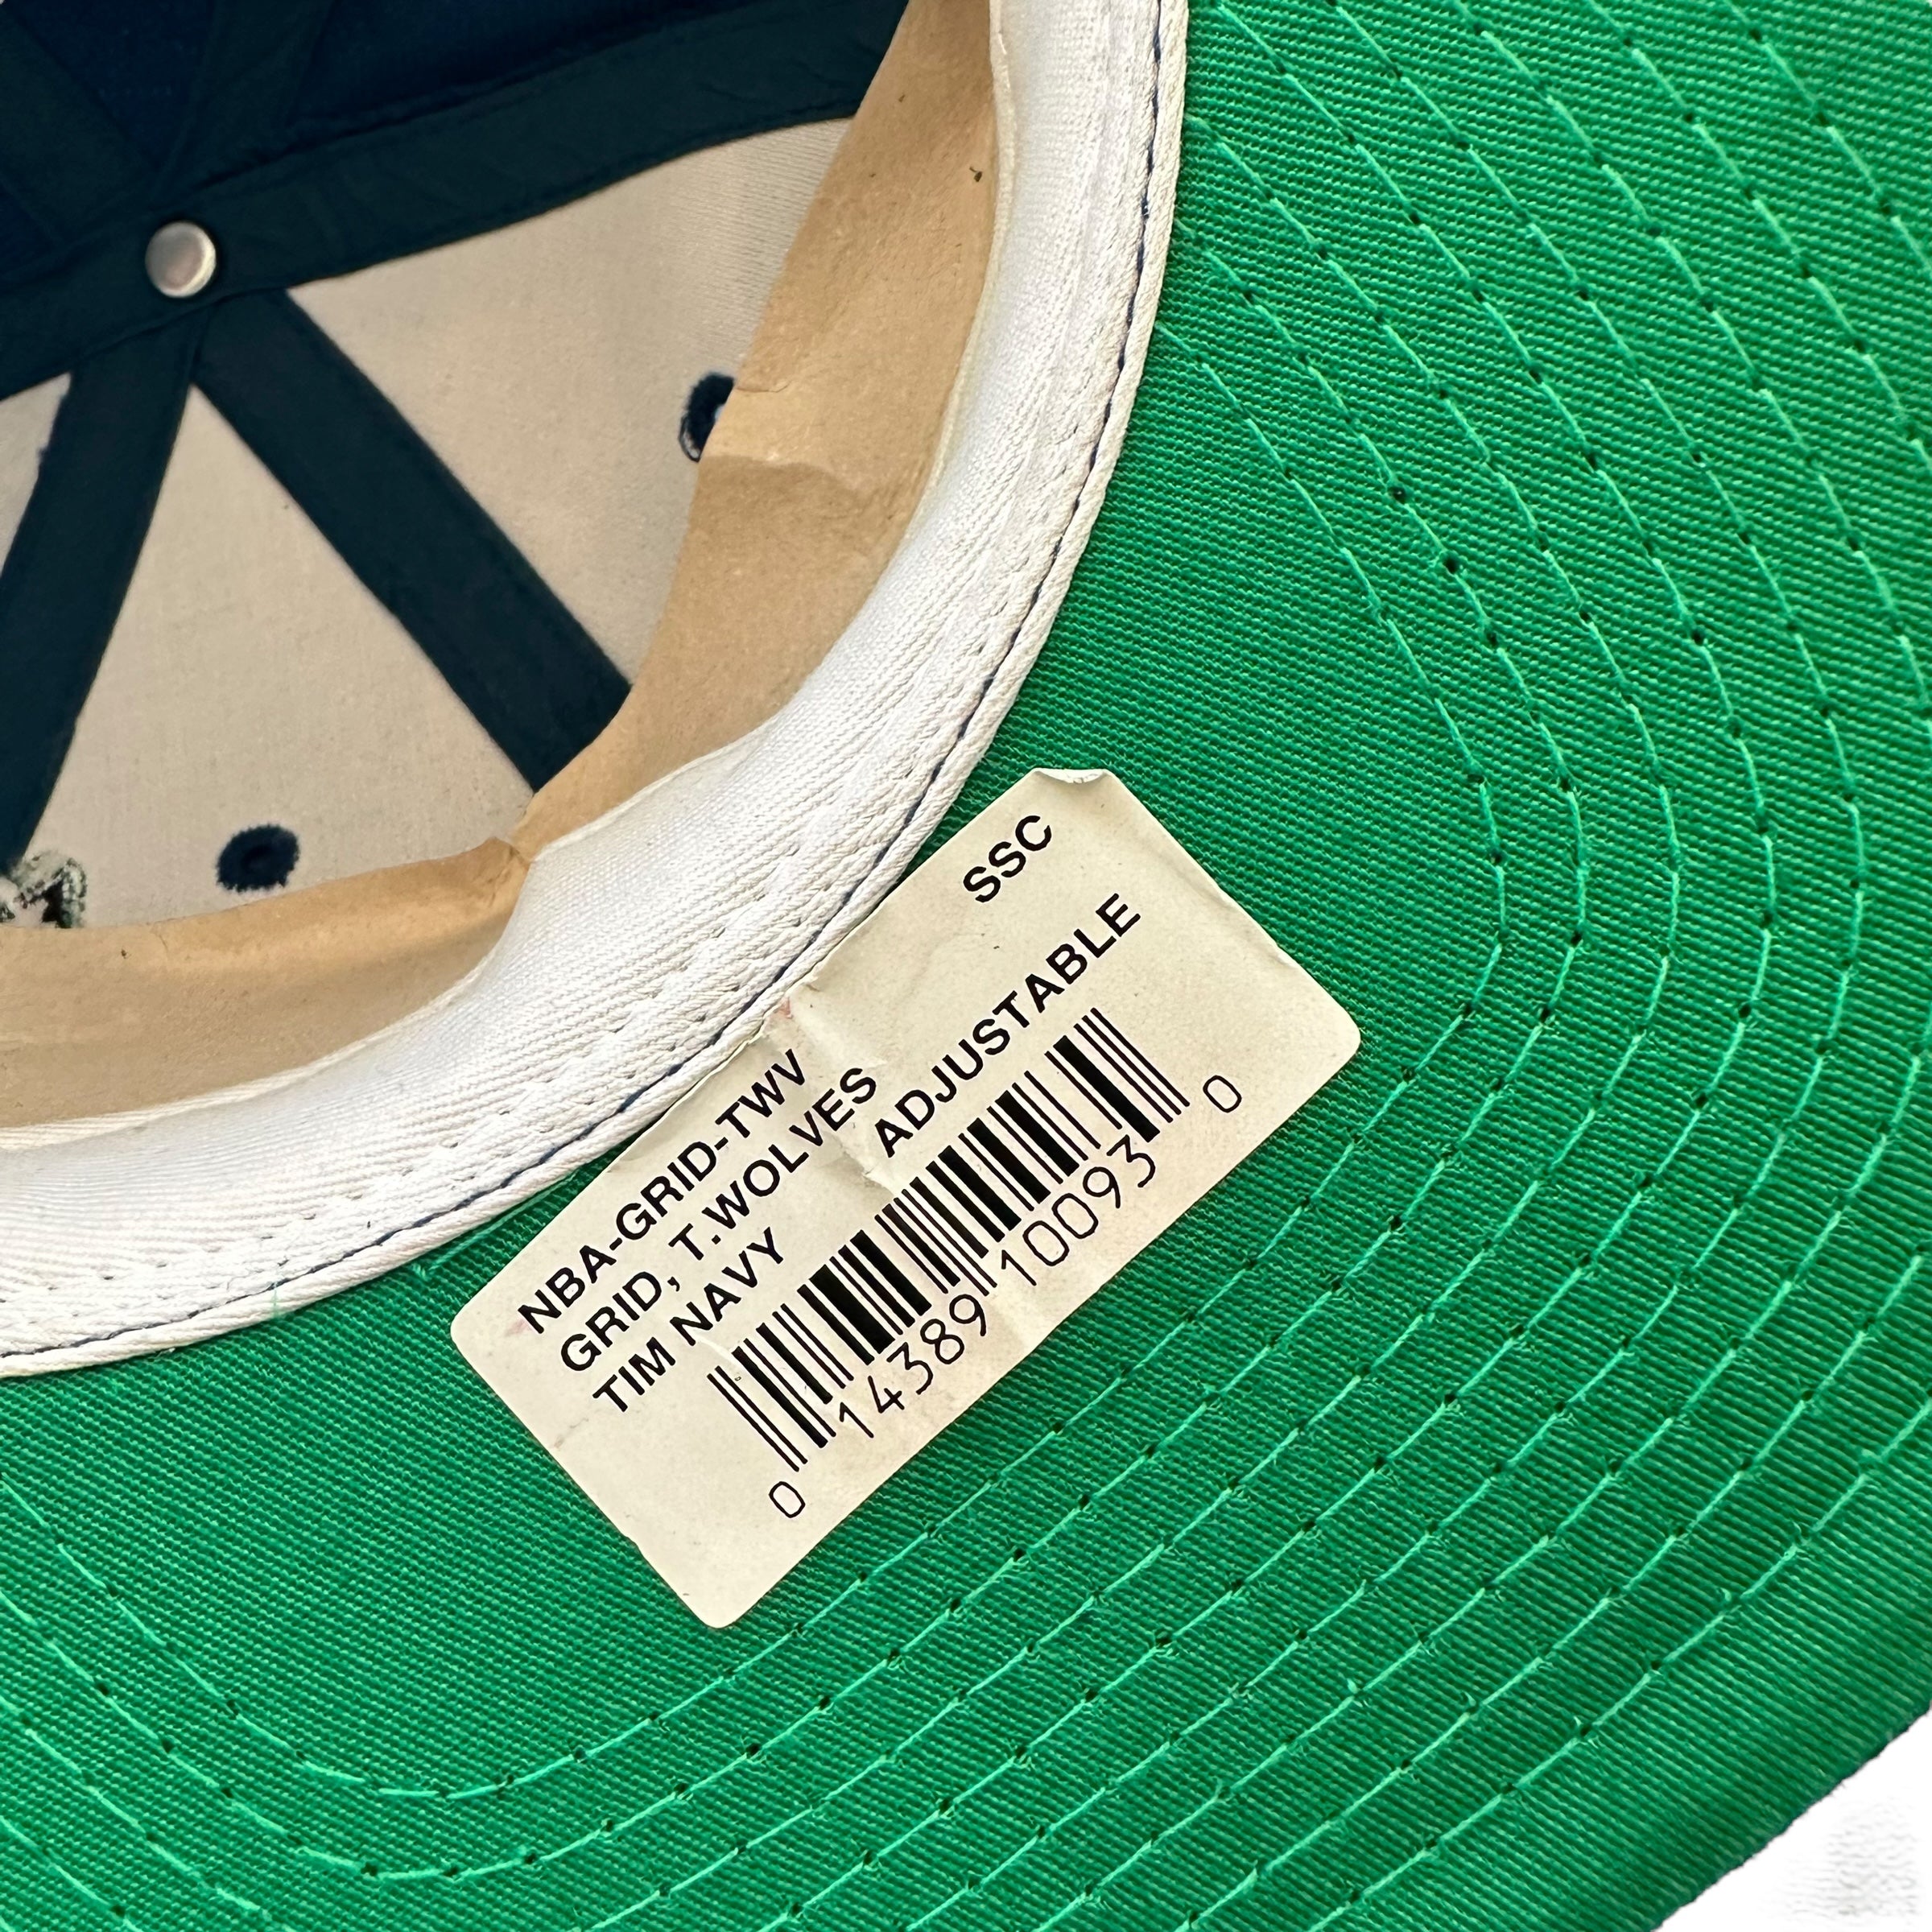 SSC
NBA-GRID-TWV
GRID, T.WOLVES
TIM NAVY ADJUSTABLE
0 14389 10093 0